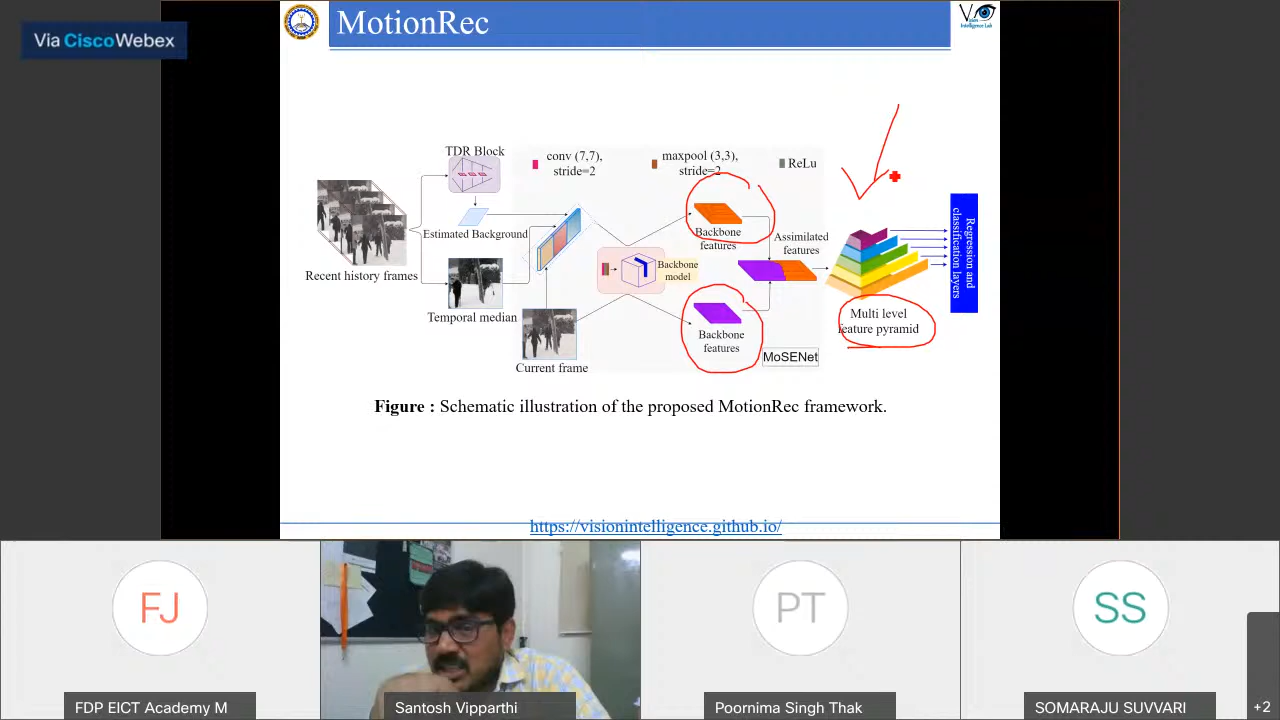 Via CiscoWebex
MotionRec
Vision
Intelligence Lab
TDR Block
conv (7,7),
stride=2
maxpool (3,3),
stride=2
ReLu
Estimated Background
Recent history frames
Temporal median
Current frame
Backbone
model
Backbone
features
Backbone
features
Assimilated
features
MoSENet
Multi level
feature pyramid
Regression and
classification layers
Figure : Schematic illustration of the proposed MotionRec framework.
https://visionintelligence.github.io/
FJ
PT
SS
FDP EICT Academy M
Santosh Vipparthi
Poornima Singh Thak
SOMARAJU SUVVARI
+2